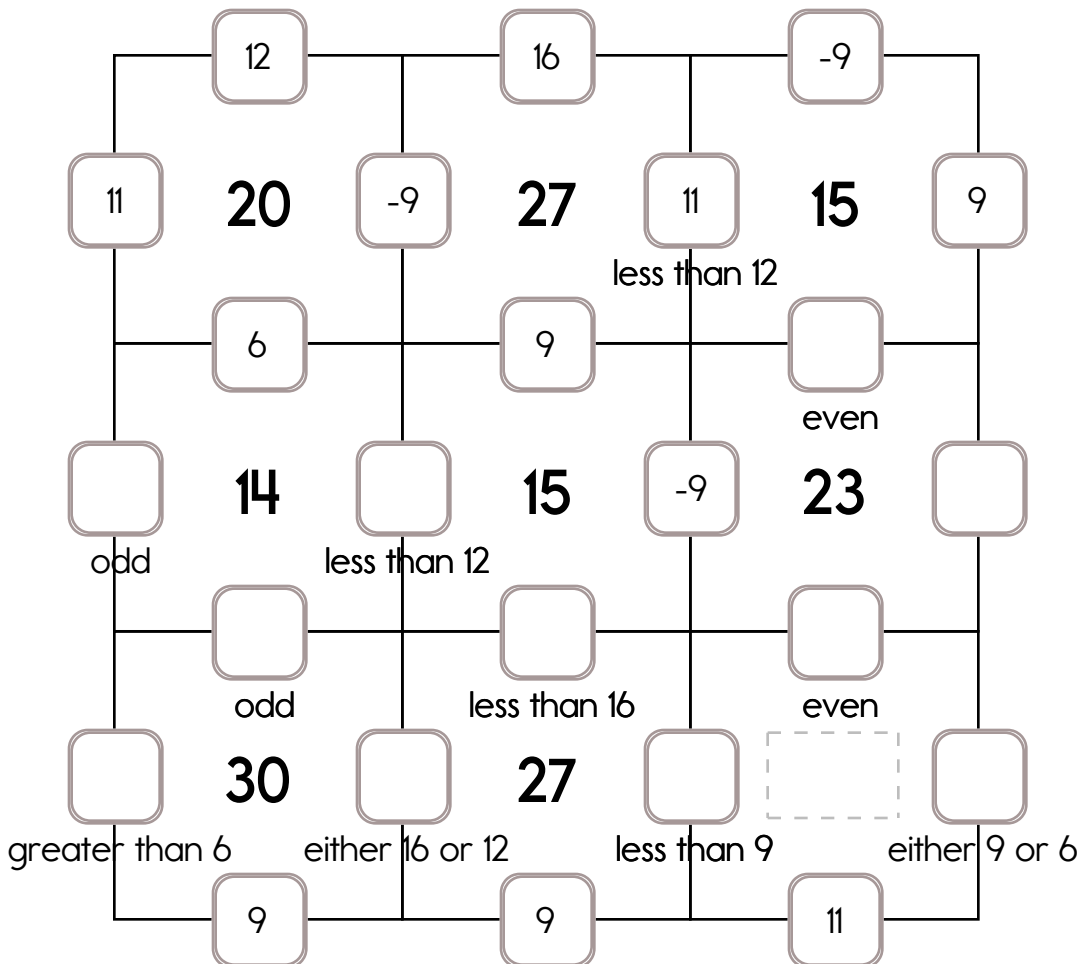 12 16 -9
11 20 -9 27 11 15 9
less than 12
6 9
even
14 15 -9 23
odd less than 12
odd less than 16 even
30 27
greater than 6 either 16 or 12 less than 9 either 9 or 6
9 9 11